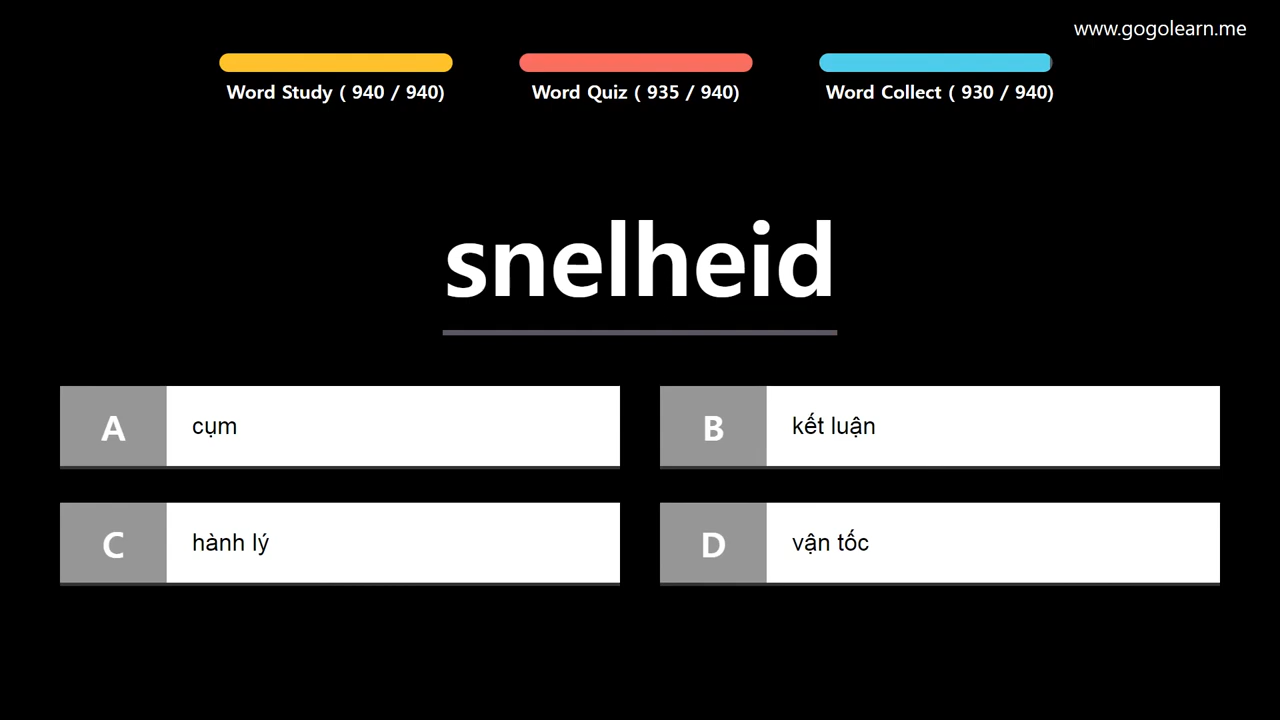 www.gogolearn.me
Word Study ( 940 / 940)
Word Quiz ( 935 / 940)
Word Collect ( 930 / 940)
snelheid
A cụm
B kết luận
C hành lý
D vận tốc